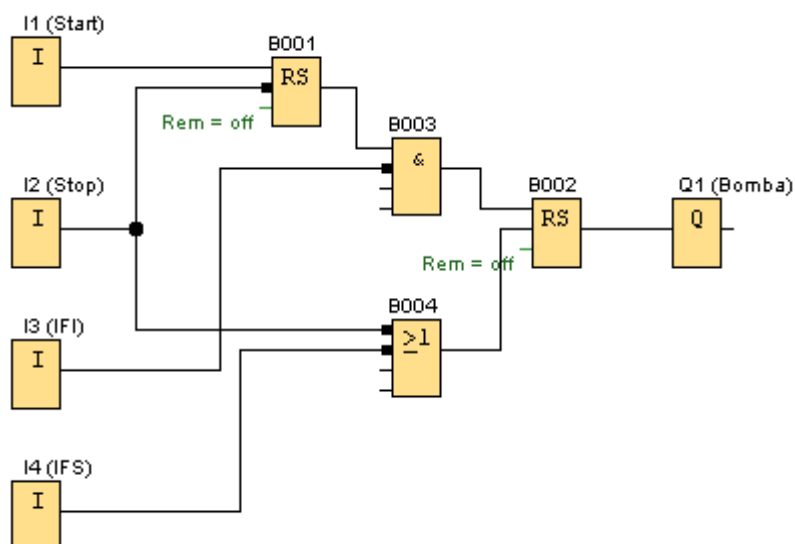 I1 (Start)
I
B001
RS
Rem = off
B003
&
I2 (Stop)
I
B002
RS
Rem = off
Q1 (Bomba)
Q
B004
≥1
I3 (IFI)
I
I4 (IFS)
I